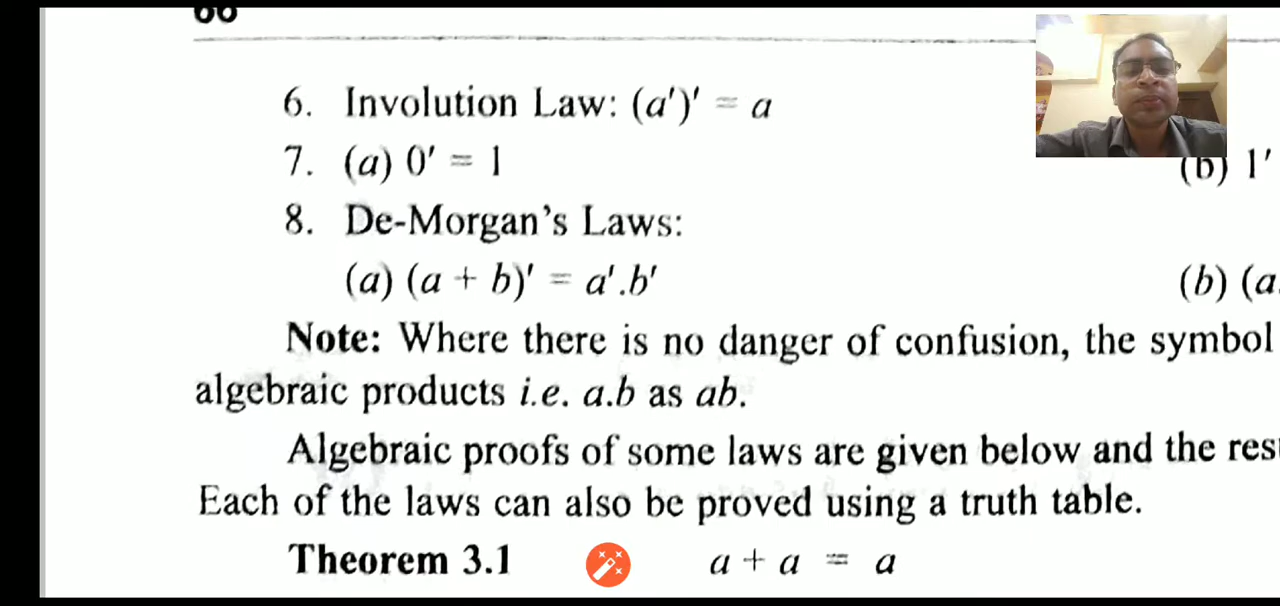 6. Involution Law: (a')' = a
7. (a) 0' = 1 (b) 1'
8. De-Morgan's Laws:
(a) (a + b)' = a'.b' (b) (a.
Note: Where there is no danger of confusion, the symbol
algebraic products i.e. a.b as ab.
Algebraic proofs of some laws are given below and the
Each of the laws can also be proved using a truth table.
Theorem 3.1 a + a = a